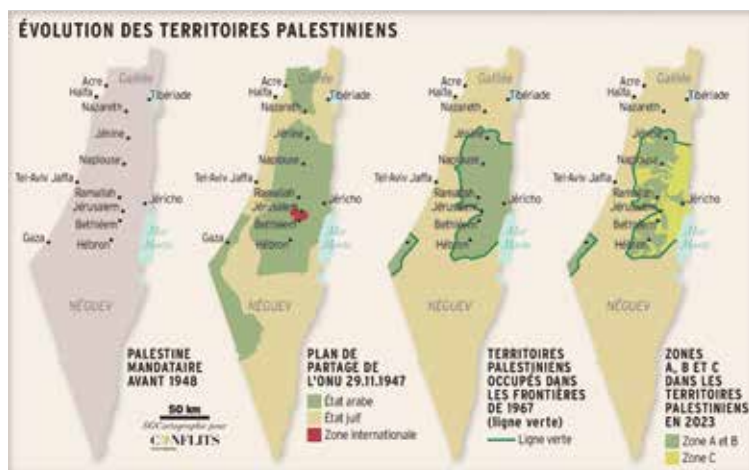 ÉVOLUTION DES TERRITOIRES PALESTINIENS
Galilée
Acre
Haïfa
Tibériade
Nazareth
Jénine
Naplouse
Tel-Aviv Jaffa
Ramallah
Jérusalem
Jéricho
Bethléem
Gaza
Hébron
Mer
Morte
NÉGUEV
PALESTINE
MANDATAIRE
AVANT 1948
50 km
AGCartographie pour
CONFLITS
Galilée
Acre
Haïfa
Tibériade
Nazareth
Jénine
Naplouse
Tel-Aviv Jaffa
Ramallah
Jérusalem
Jéricho
Bethléem
Gaza
Hébron
Mer
Morte
NÉGUEV
PLAN DE
PARTAGE DE
L'ONU 29.11.1947
État arabe
État juif
Zone internationale
Galilée
Acre
Haïfa
Tibériade
Nazareth
Jénine
Naplouse
Tel-Aviv Jaffa
Ramallah
Jérusalem
Jéricho
Bethléem
Gaza
Hébron
Mer
Morte
NÉGUEV
TERRITOIRES
PALESTINIENS
OCCUPÉS DANS
LES FRONTIÈRES
DE 1967
(ligne verte)
Ligne verte
Galilée
Acre
Haïfa
Tibériade
Nazareth
Jénine
Naplouse
Tel-Aviv Jaffa
Ramallah
Jérusalem
Jéricho
Bethléem
Gaza
Hébron
Mer
Morte
NÉGUEV
ZONES
A, B ET C
DANS LES
TERRITOIRES
PALESTINIENS
EN 2023
Zone A et B
Zone C